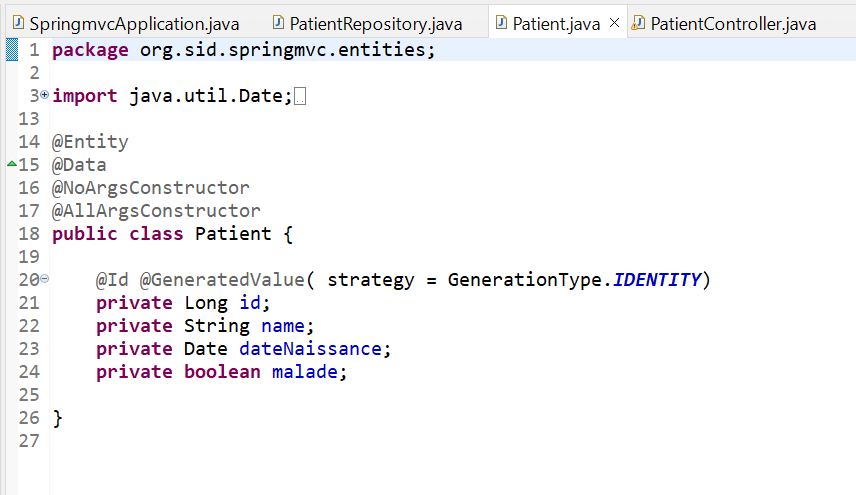 SpringmvcApplication.java PatientRepository.java Patient.java PatientController.java
1 package org.sid.springmvc.entities;
2
3 import java.util.Date;
13
14 @Entity
15 @Data
16 @NoArgsConstructor
17 @AllArgsConstructor
18 public class Patient {
19
20 @Id @GeneratedValue( strategy = GenerationType.IDENTITY)
21 private Long id;
22 private String name;
23 private Date dateNaissance;
24 private boolean malade;
25
26 }
27